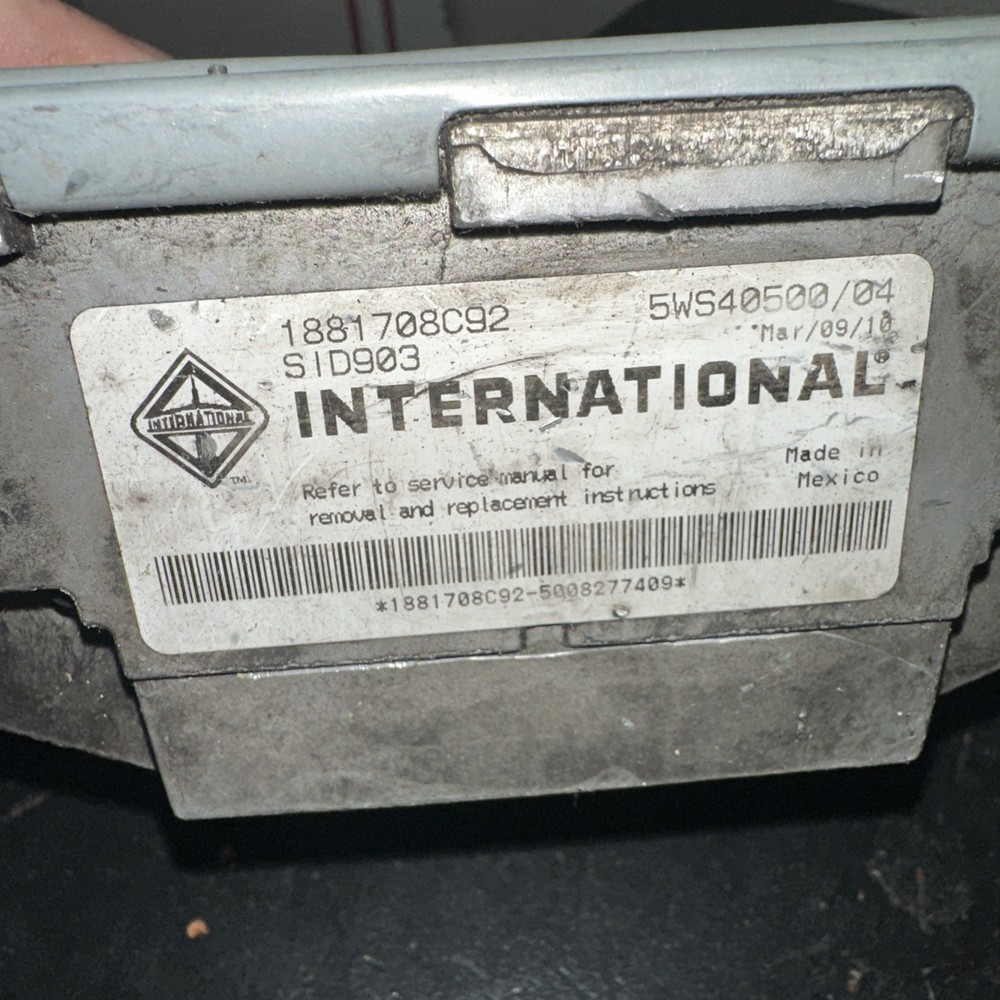 1881708C92
5WS40500/04
SID903
Mar/09/10
INTERNATIONAL®
INTERNATIONAL
TM
Refer to service manual for
removal and replacement instructions
Made in
Mexico
*1881708C92-5008277409*